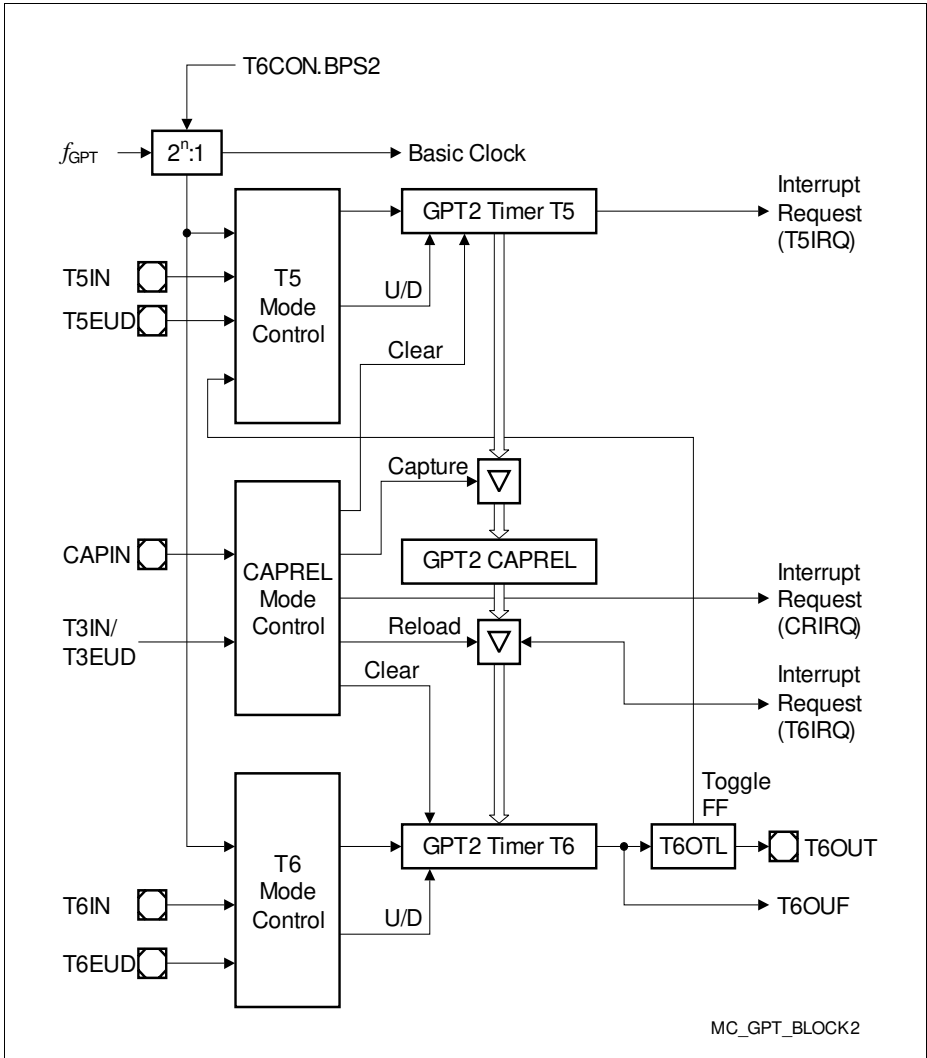 T6CON.BPS2
fGPT
2ⁿ:1
Basic Clock
GPT2 Timer T5
Interrupt
Request
(T5IRQ)
T5IN
T5
Mode
Control
U/D
T5EUD
Clear
Capture
CAPIN
GPT2 CAPREL
CAPREL
Mode
Control
Interrupt
Request
(CRIRQ)
T3IN/
T3EUD
Reload
Clear
Interrupt
Request
(T6IRQ)
Toggle
FF
GPT2 Timer T6
T6OTL
T6OUT
T6
Mode
Control
T6IN
U/D
T6OUF
T6EUD
MC_GPT_BLOCK2